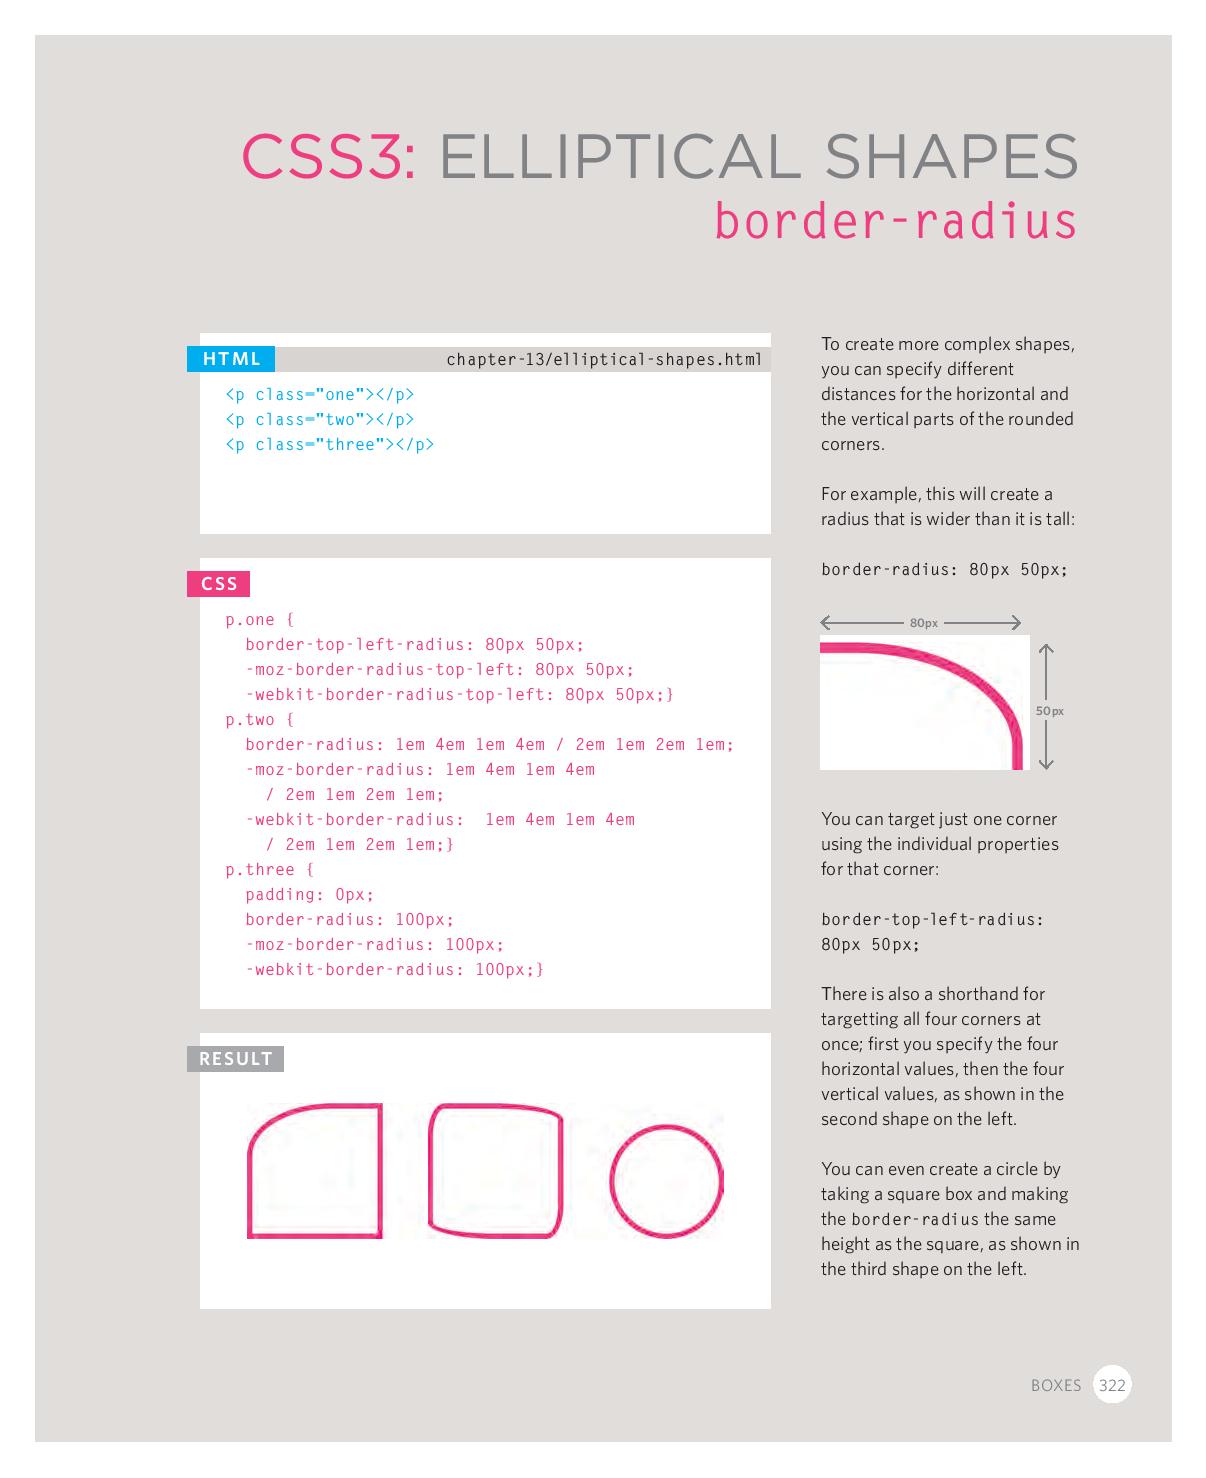 CSS3: ELLIPTICAL SHAPES
border-radius
HTML
chapter-13/elliptical-shapes.html
<p class="one"></p>
<p class="two"></p>
<p class="three"></p>
CSS
p.one {
border-top-left-radius: 80px 50px;
-moz-border-radius-top-left: 80px 50px;
-webkit-border-radius-top-left: 80px 50px;}
p.two {
border-radius: 1em 4em 1em 4em / 2em 1em 2em 1em;
-moz-border-radius: 1em 4em 1em 4em
/ 2em 1em 2em 1em;
-webkit-border-radius:  1em 4em 1em 4em
/ 2em 1em 2em 1em;}
p.three {
padding: 0px;
border-radius: 100px;
-moz-border-radius: 100px;
-webkit-border-radius: 100px;}
RESULT
To create more complex shapes,
you can specify different
distances for the horizontal and
the vertical parts of the rounded
corners.
For example, this will create a
radius that is wider than it is tall:
border-radius: 80px 50px;
80px
50px
You can target just one corner
using the individual properties
for that corner:
border-top-left-radius:
80px 50px;
There is also a shorthand for
targetting all four corners at
once; first you specify the four
horizontal values, then the four
vertical values, as shown in the
second shape on the left.
You can even create a circle by
taking a square box and making
the border-radius the same
height as the square, as shown in
the third shape on the left.
BOXES 322